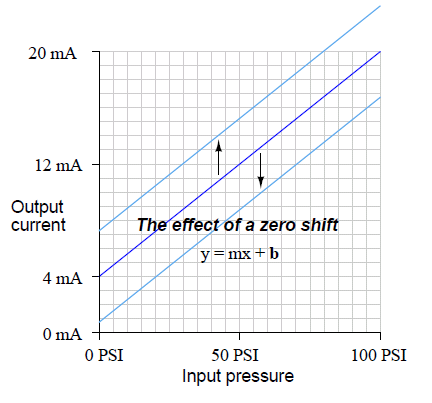 20 mA
12 mA
Output
current
The effect of a zero shift
y = mx + b
4 mA
0 mA
0 PSI
50 PSI
100 PSI
Input pressure